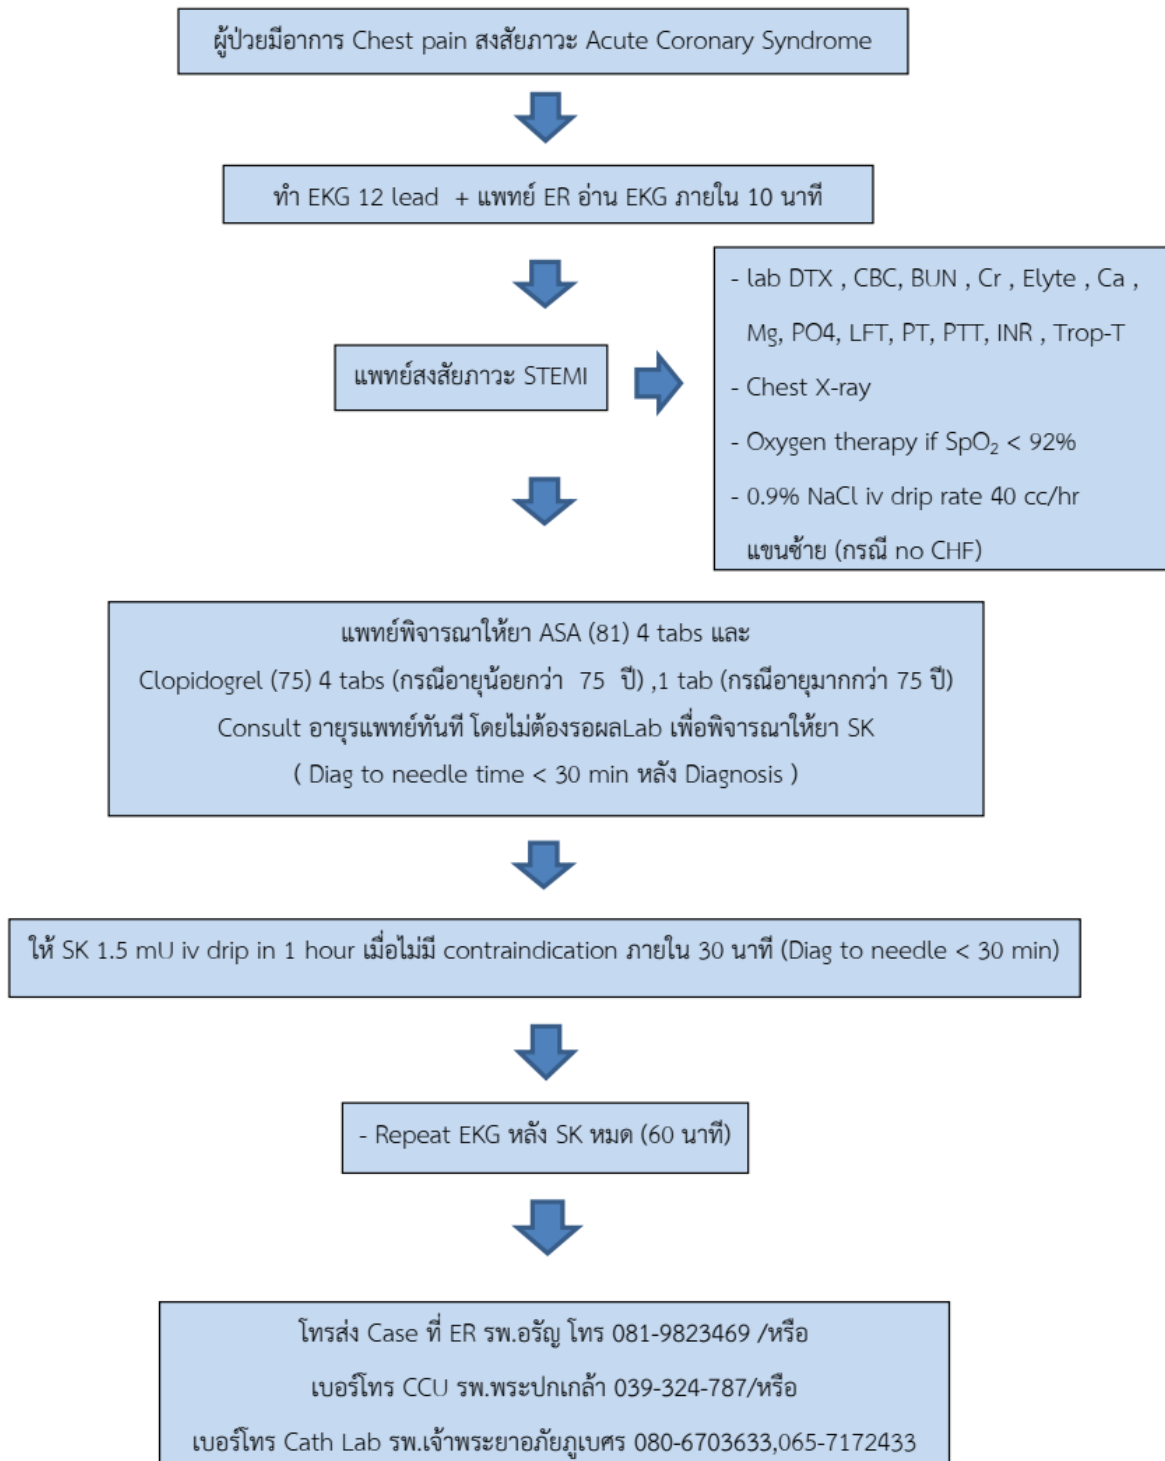 ผู้ป่วยมีอาการ Chest pain สงสัยภาวะ Acute Coronary Syndrome
ทำ EKG 12 lead + แพทย์ ER อ่าน EKG ภายใน 10 นาที
แพทย์สงสัยภาวะ STEMI
- lab DTX , CBC, BUN , Cr , Elyte , Ca ,
Mg, PO4, LFT, PT, PTT, INR , Trop-T
- Chest X-ray
- Oxygen therapy if SpO₂ < 92%
- 0.9% NaCl iv drip rate 40 cc/hr
แขนซ้าย (กรณี no CHF)
แพทย์พิจารณาให้ยา ASA (81) 4 tabs และ
Clopidogrel (75) 4 tabs (กรณีอายุน้อยกว่า 75 ปี) ,1 tab (กรณีอายุมากกว่า 75 ปี)
Consult อายุรแพทย์ทันที โดยไม่ต้องรอผลLab เพื่อพิจารณาให้ยา SK
( Diag to needle time < 30 min หลัง Diagnosis )
ให้ SK 1.5 mU iv drip in 1 hour เมื่อไม่มี contraindication ภายใน 30 นาที (Diag to needle < 30 min)
- Repeat EKG หลัง SK หมด (60 นาที)
โทรส่ง Case ที่ ER รพ.อรัญ โทร 081-9823469 /หรือ
เบอร์โทร CCU รพ.พระปกเกล้า 039-324-787/หรือ
เบอร์โทร Cath Lab รพ.เจ้าพระยาอภัยภูเบศร 080-6703633,065-7172433